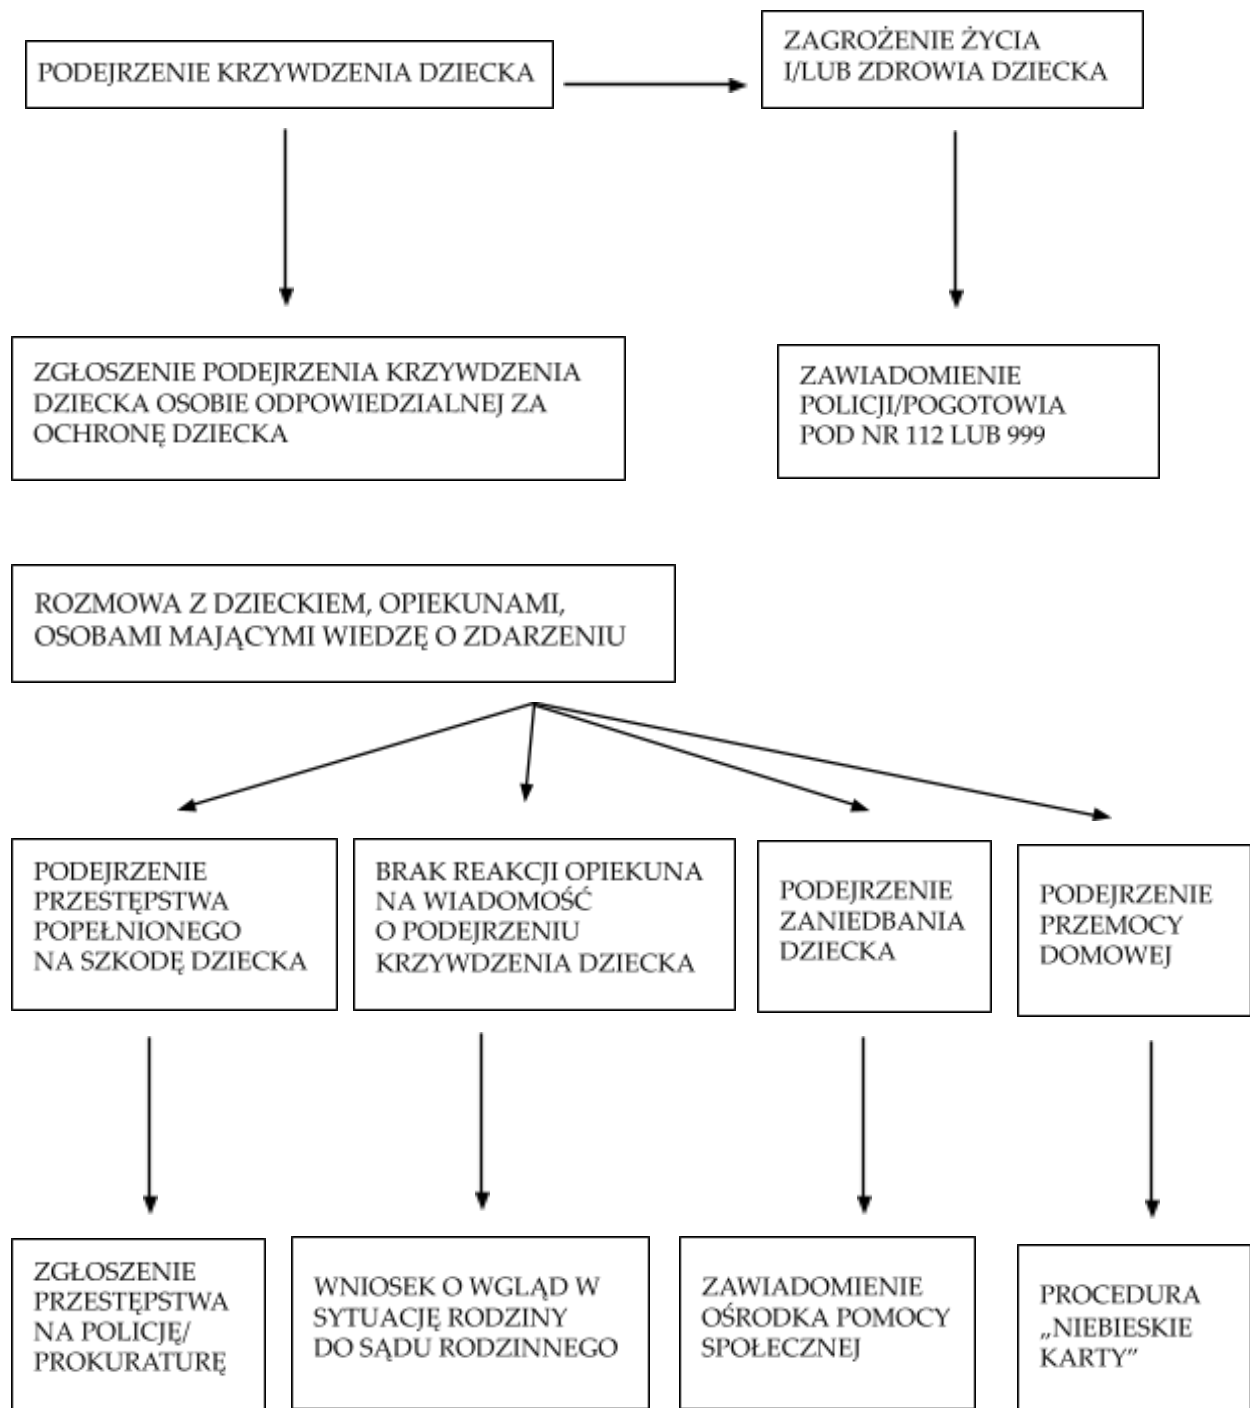 PODEJRZENIE KRZYWDZENIA DZIECKA
ZAGROŻENIE ŻYCIA
I/LUB ZDROWIA DZIECKA
ZGŁOSZENIE PODEJRZENIA KRZYWDZENIA
DZIECKA OSOBIE ODPOWIEDZIALNEJ ZA
OCHRONĘ DZIECKA
ZAWIADOMIENIE
POLICJI/POGOTOWIA
POD NR 112 LUB 999
ROZMOWA Z DZIECKIEM, OPIEKUNAMI,
OSOBAMI MAJĄCYMI WIEDZĘ O ZDARZENIU
PODEJRZENIE
PRZESTĘPSTWA
POPEŁNIONEGO
NA SZKODĘ DZIECKA
BRAK REAKCJI OPIEKUNA
NA WIADOMOŚĆ
O PODEJRZENIU
KRZYWDZENIA DZIECKA
PODEJRZENIE
ZANIEDBANIA
DZIECKA
PODEJRZENIE
PRZEMOCY
DOMOWEJ
ZGŁOSZENIE
PRZESTĘPSTWA
NA POLICJĘ/
PROKURATURĘ
WNIOSEK O WGLĄD W
SYTUACJĘ RODZINY
DO SĄDU RODZINNEGO
ZAWIADOMIENIE
OŚRODKA POMOCY
SPOŁECZNEJ
PROCEDURA
„NIEBIESKIE
KARTY”